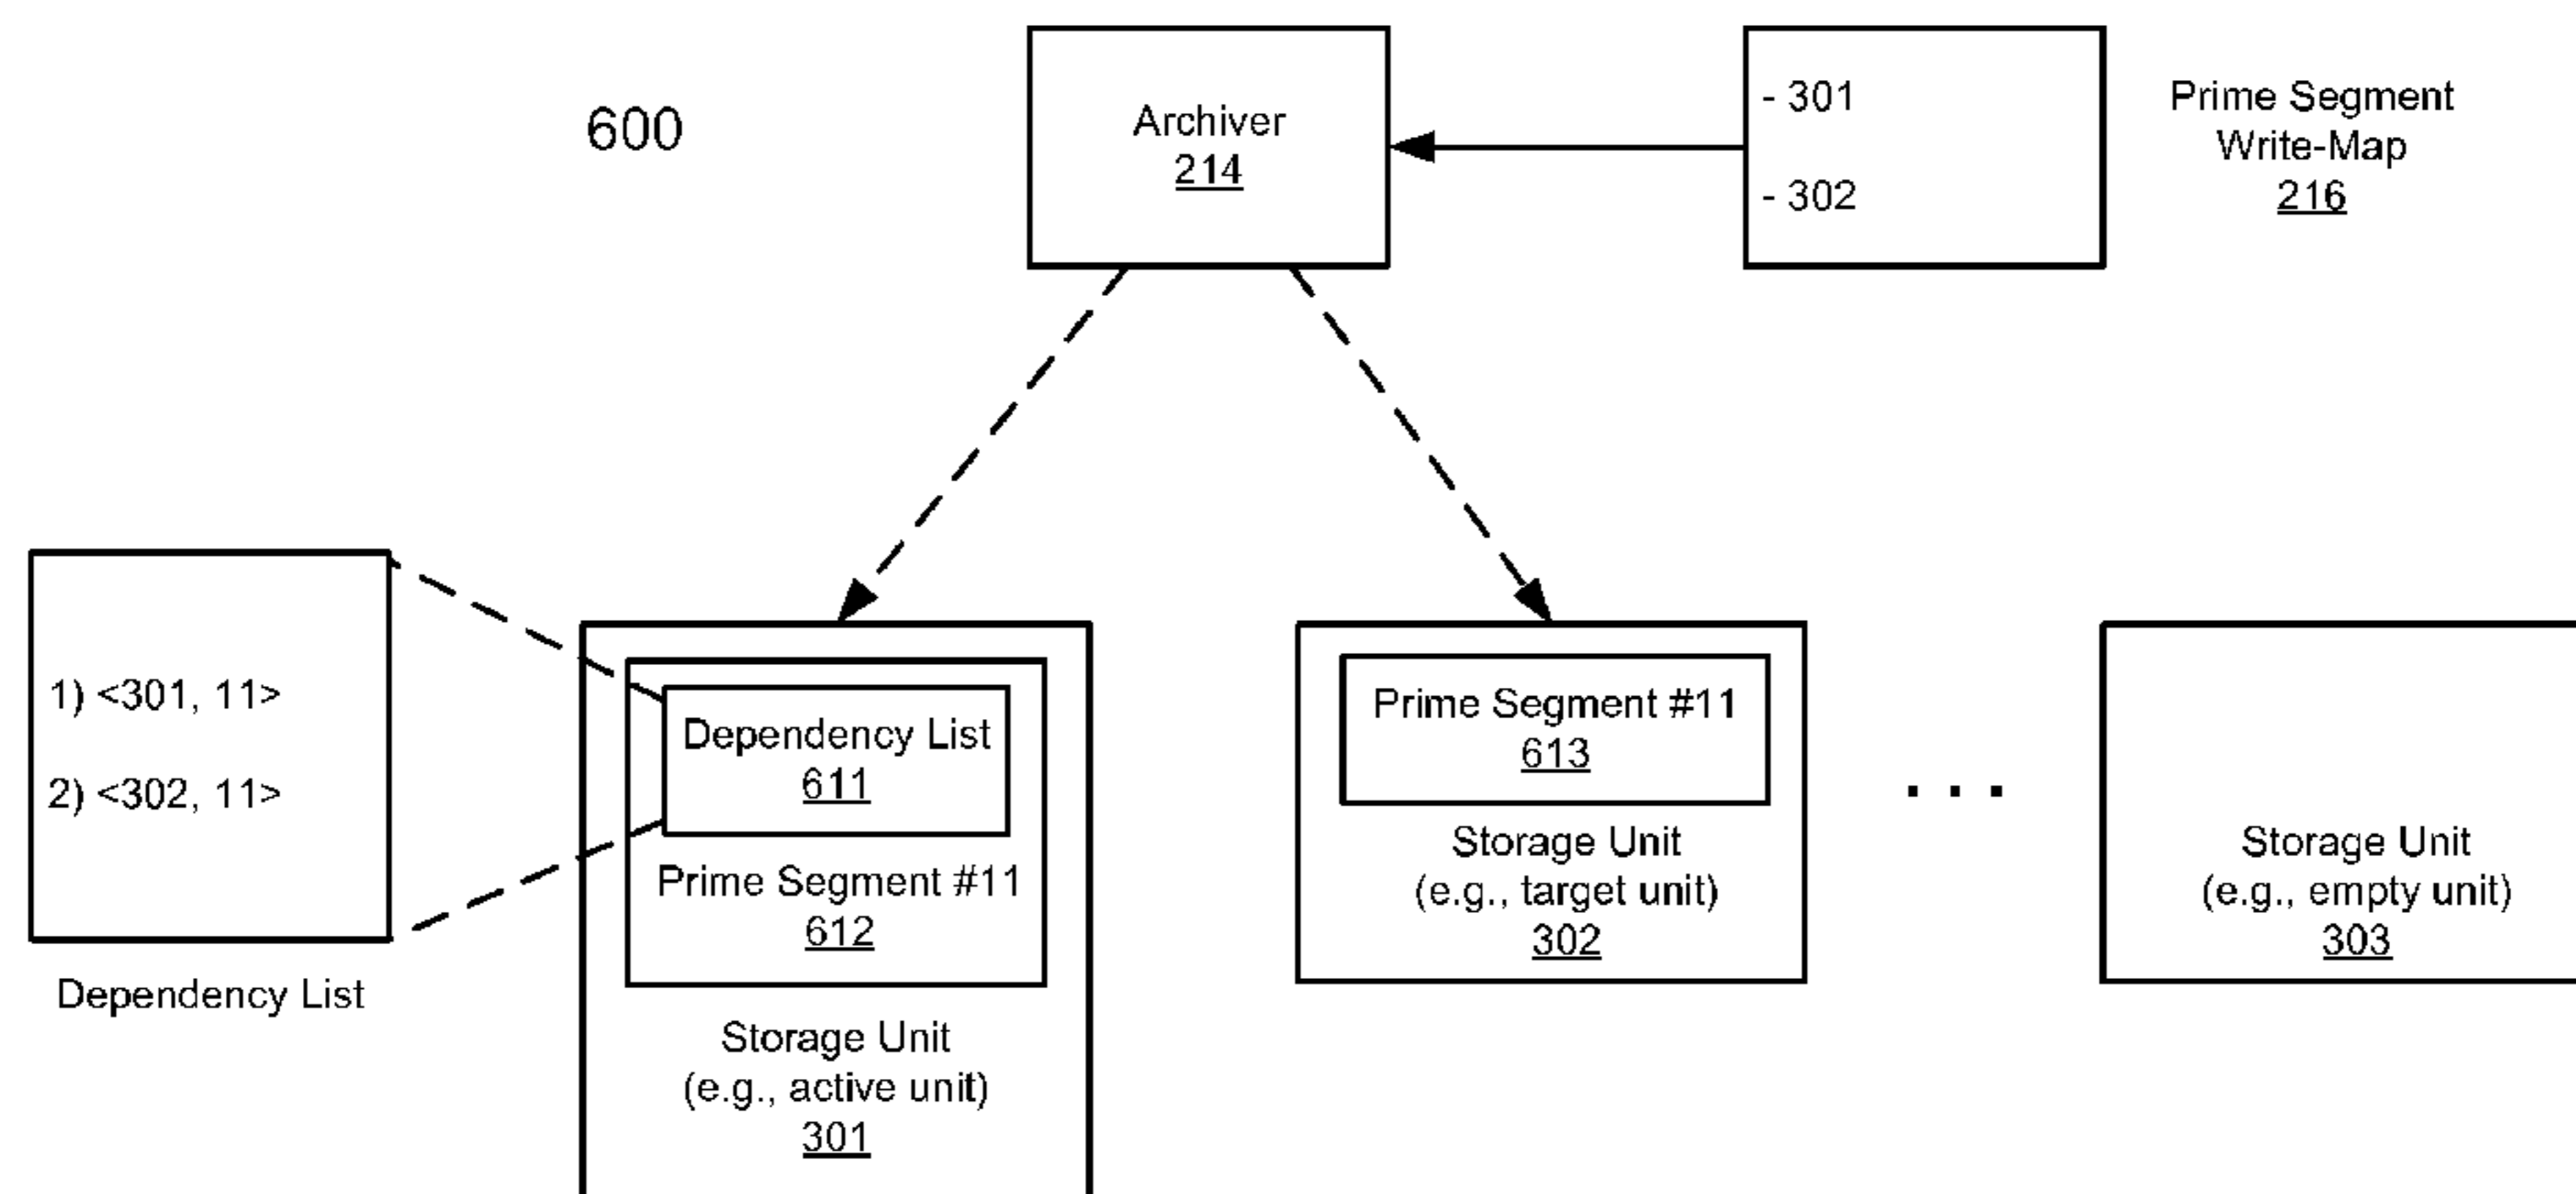 600
Archiver
214
- 301
- 302
Prime Segment
Write-Map
216
1) <301, 11>
2) <302, 11>
Dependency List
Dependency List
611
Prime Segment #11
612
Storage Unit
(e.g., active unit)
301
Prime Segment #11
613
Storage Unit
(e.g., target unit)
302
. . .
Storage Unit
(e.g., empty unit)
303